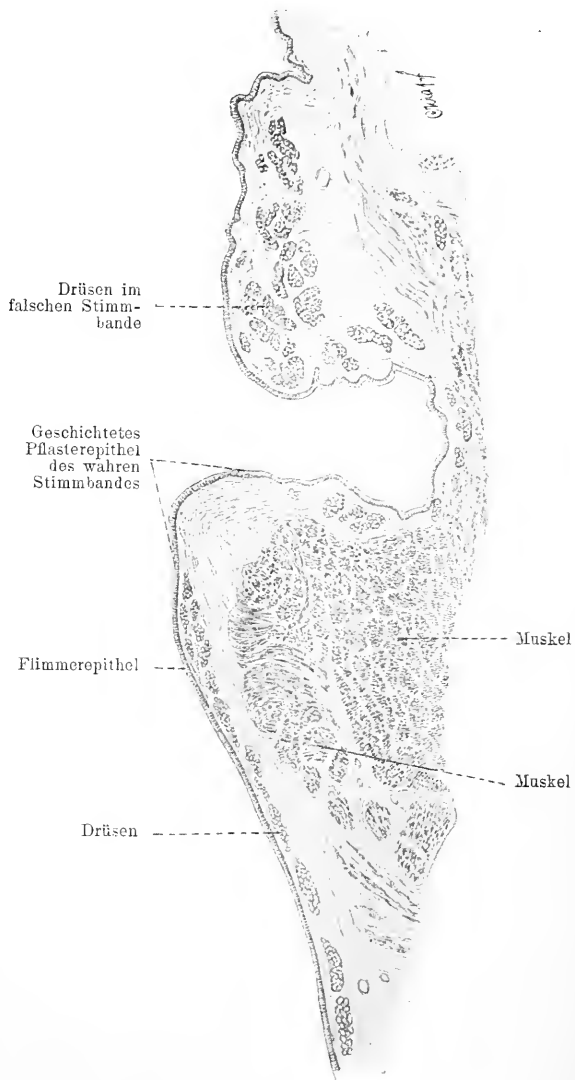 Drüsen im
falschen Stimm-
bande
Geschichtetes
Pflasterepithel
des wahren
Stimmbandes
Muskel
Flimmerepithel
Muskel
Drüsen